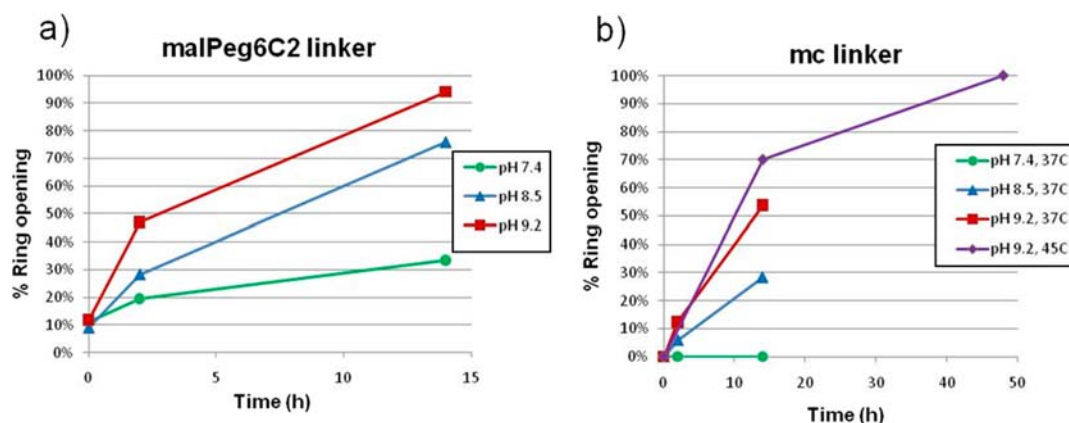 a)
malPeg6C2 linker
% Ring opening
100%
90%
80%
70%
60%
50%
40%
30%
20%
10%
0%
0
5
10
15
Time (h)
pH 7.4
pH 8.5
pH 9.2
b)
mc linker
% Ring opening
100%
90%
80%
70%
60%
50%
40%
30%
20%
10%
0%
0
10
20
30
40
50
Time (h)
pH 7.4, 37C
pH 8.5, 37C
pH 9.2, 37C
pH 9.2, 45C